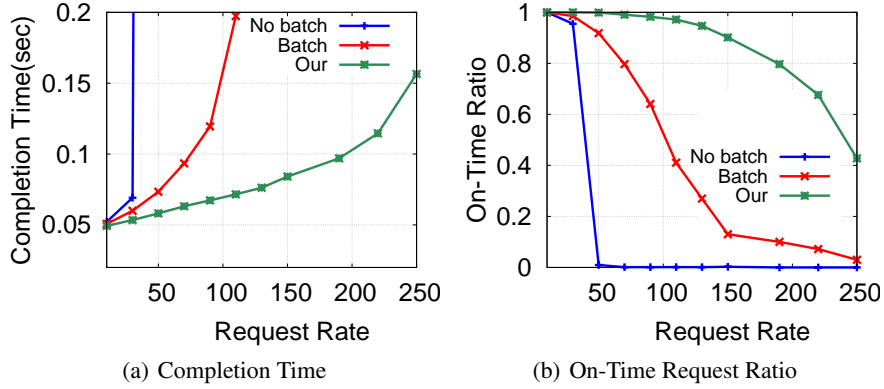 Completion Time(sec)
0.2
0.15
0.1
0.05
No batch
Batch
Our
50
100
150
200
250
Request Rate
(a) Completion Time
On-Time Ratio
1
0.8
0.6
0.4
0.2
0
No batch
Batch
Our
50
100
150
200
250
Request Rate
(b) On-Time Request Ratio